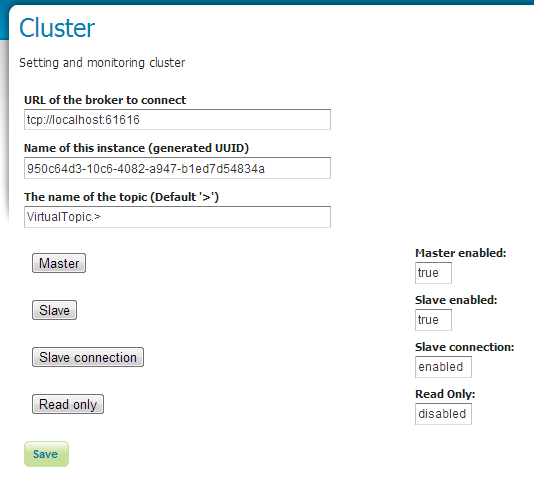 Cluster
Setting and monitoring cluster
URL of the broker to connect
tcp://localhost:61616
Name of this instance (generated UUID)
950c64d3-10c6-4082-a947-b1ed7d54834a
The name of the topic (Default '>')
VirtualTopic.>
Master
Master enabled:
true
Slave
Slave enabled:
true
Slave connection
Slave connection:
enabled
Read only
Read Only:
disabled
Save